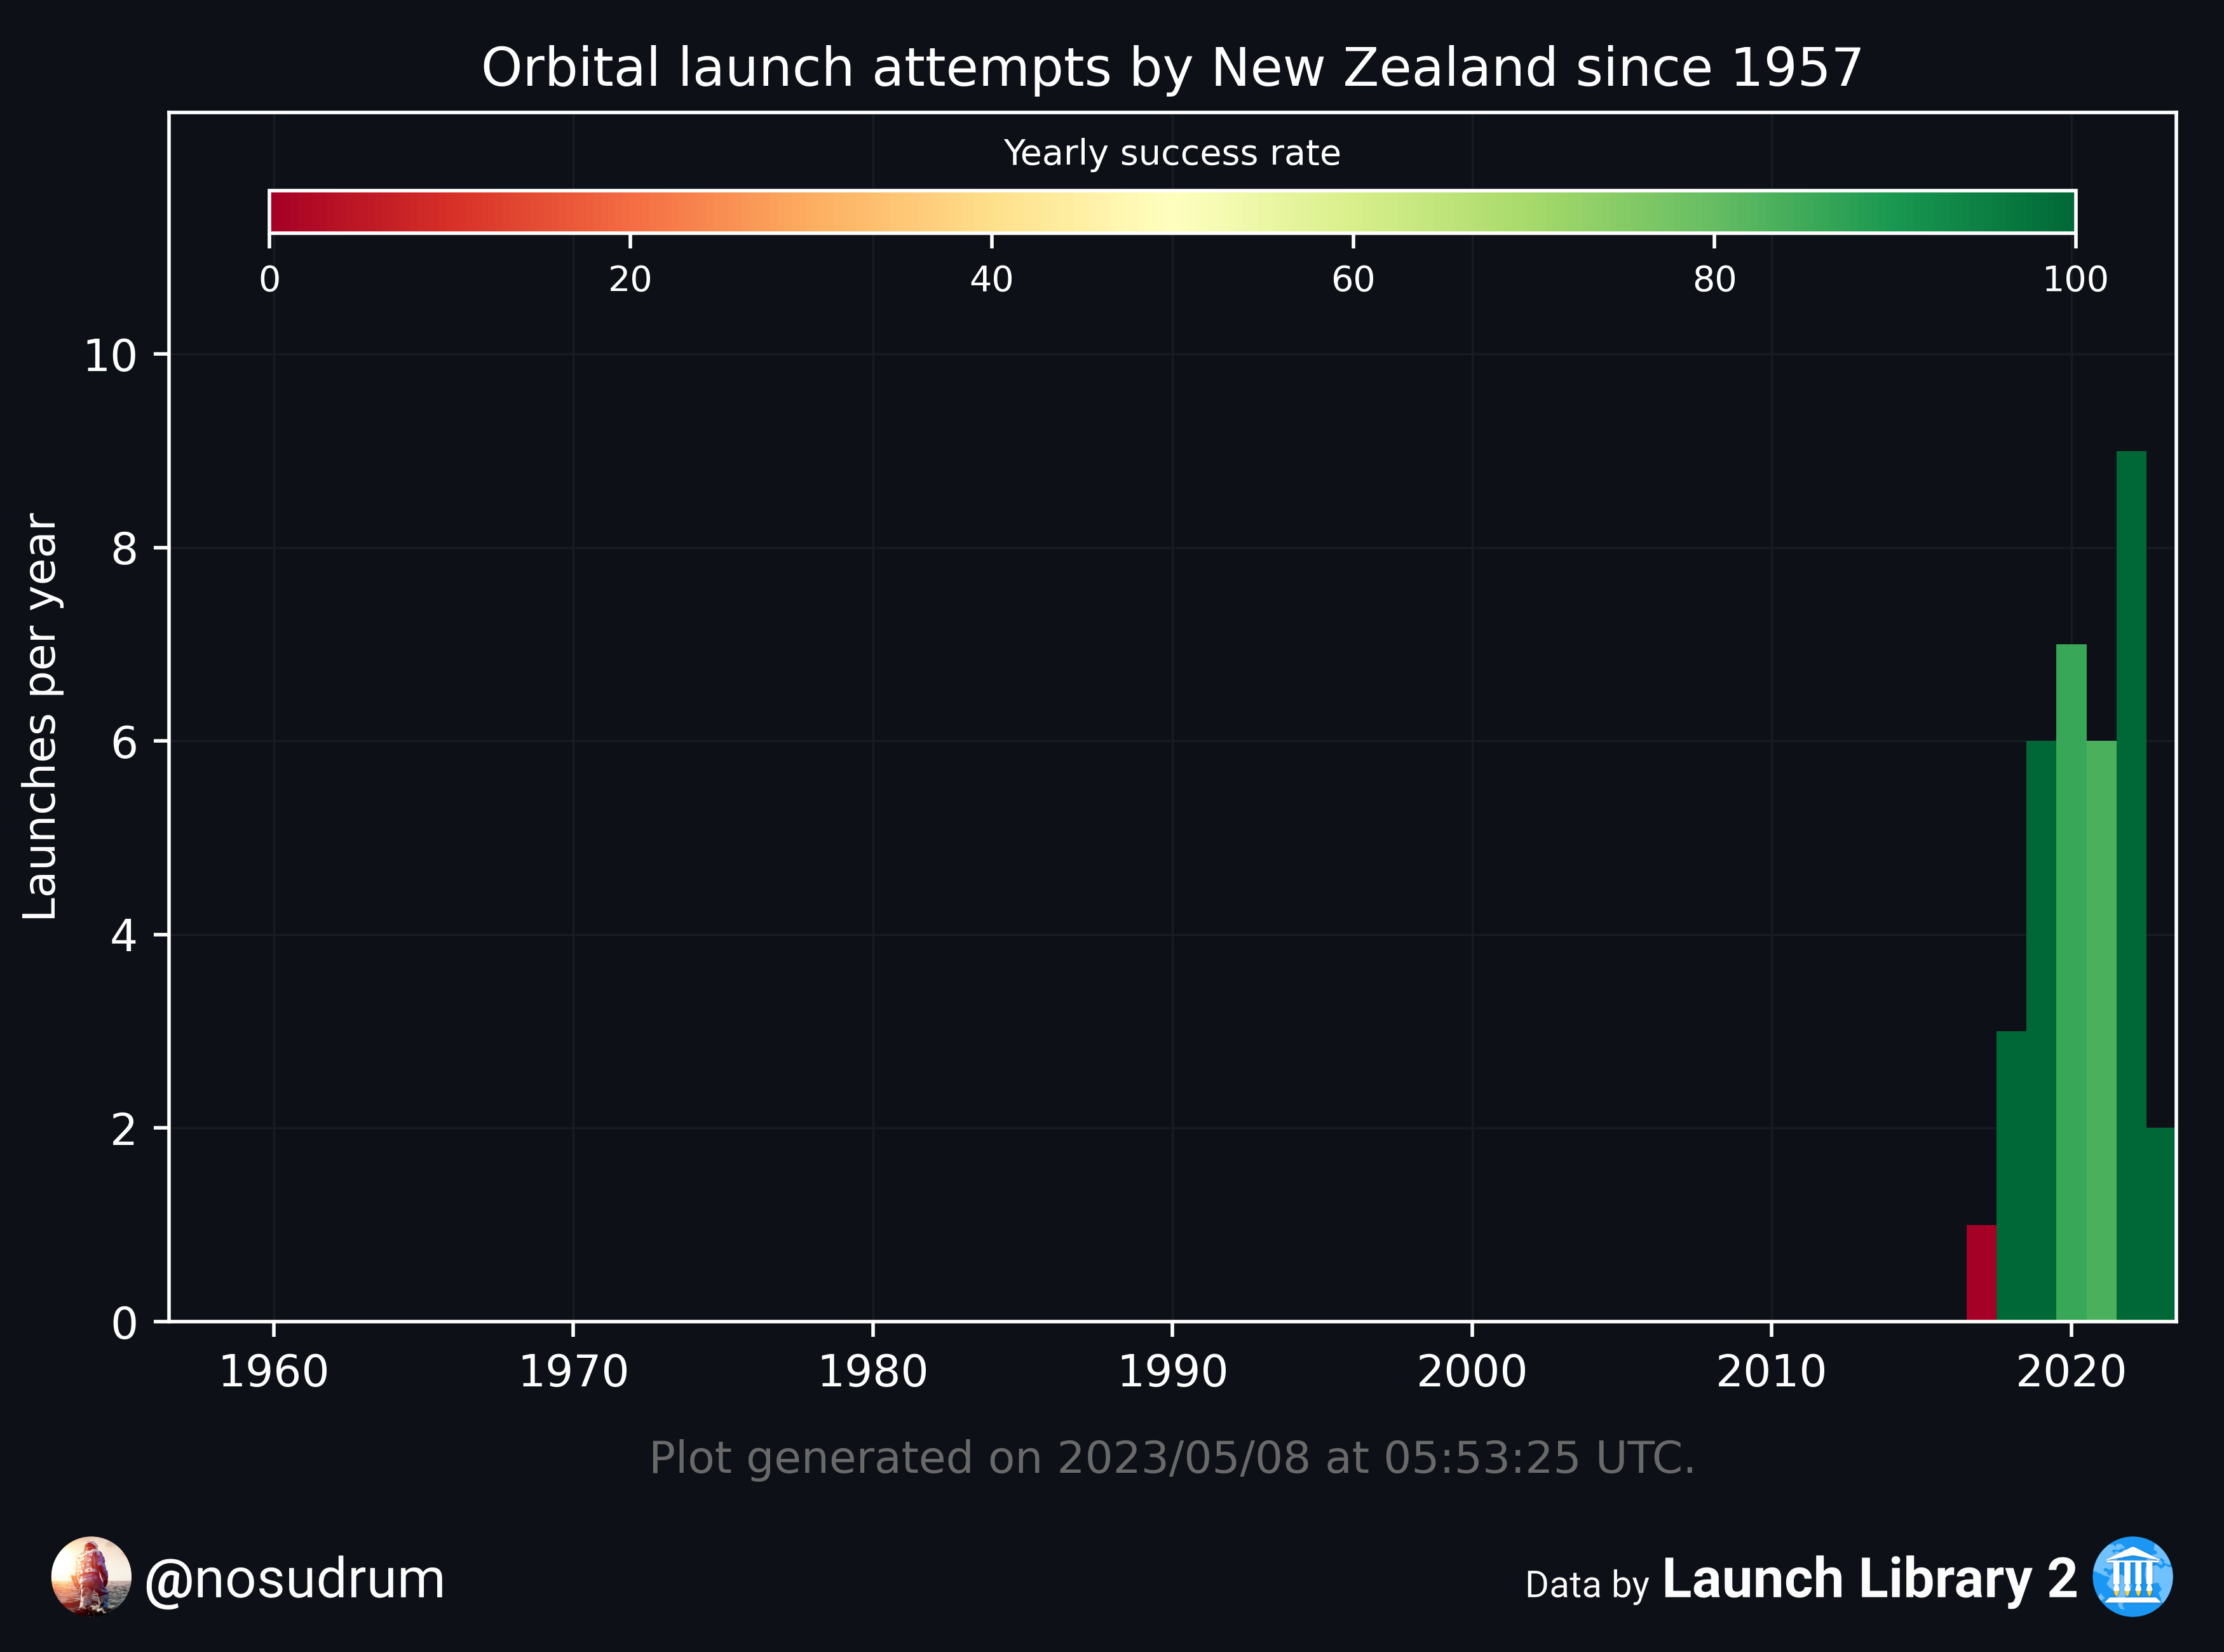 Orbital launch attempts by New Zealand since 1957
Yearly success rate
0 20 40 60 80 100
10
8
6
4
2
0
Launches per year
1960 1970 1980 1990 2000 2010 2020
Plot generated on 2023/05/08 at 05:53:25 UTC.
@nosudrum
Data by Launch Library 2